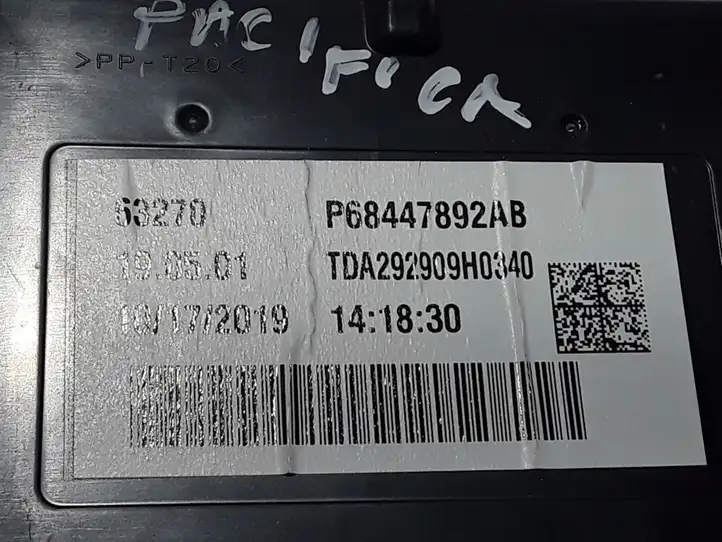 PACIFICA
>PP-T20<
63270 P68447892AB
19.05.01 TDA292909H0340
10/17/2019 14:18:30